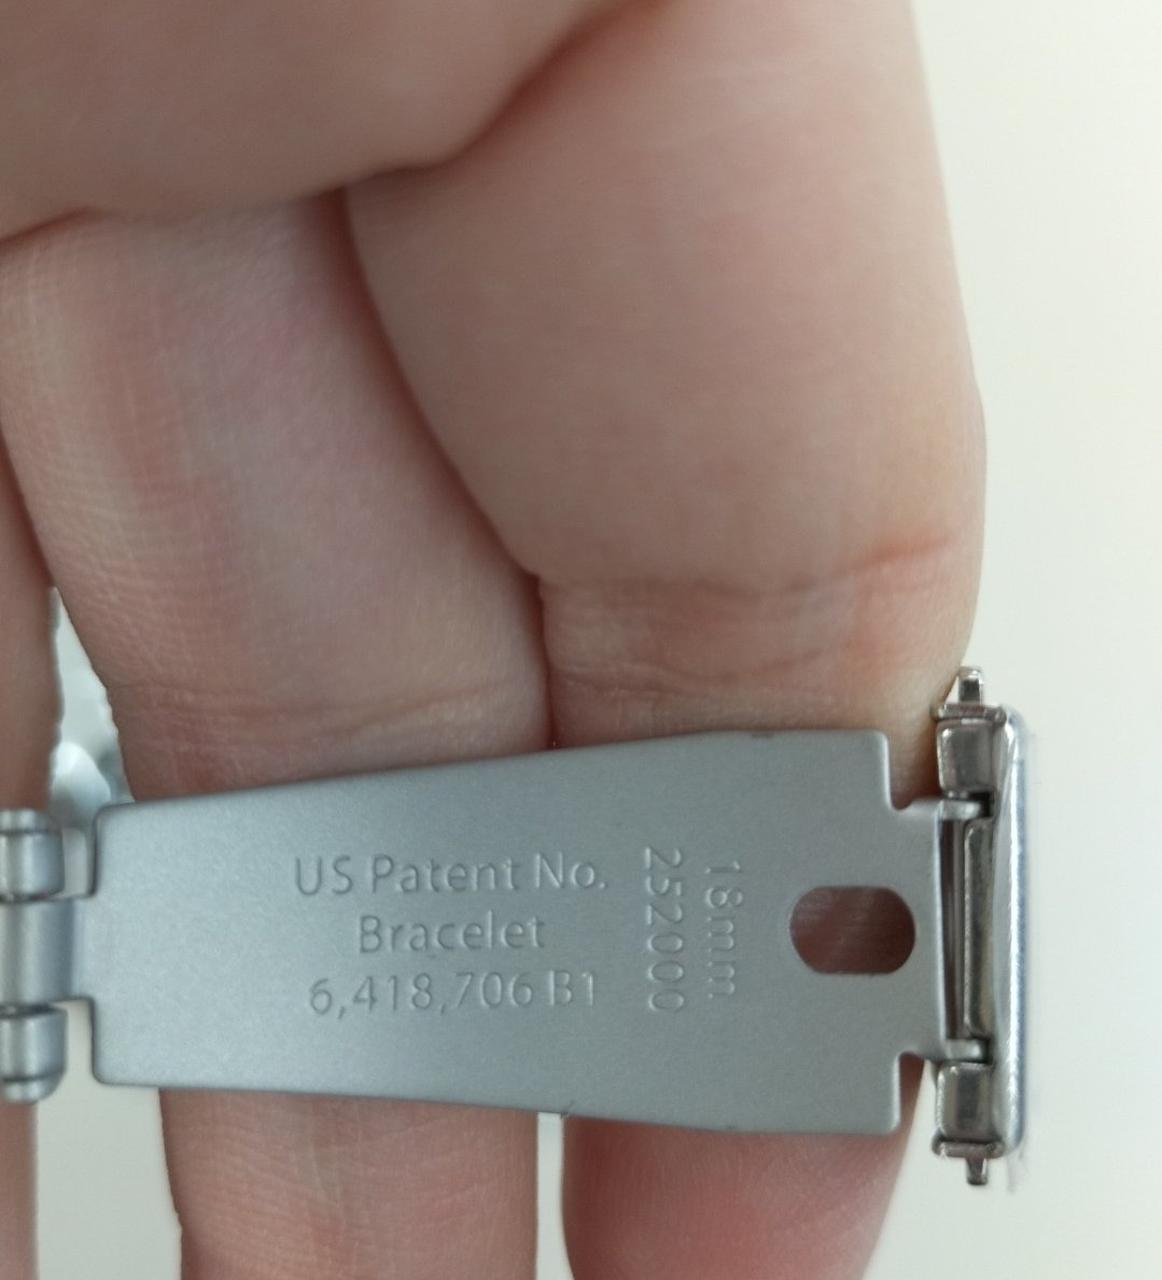 US Patent No.
Bracelet
6,418,706 B1
18mm
252000